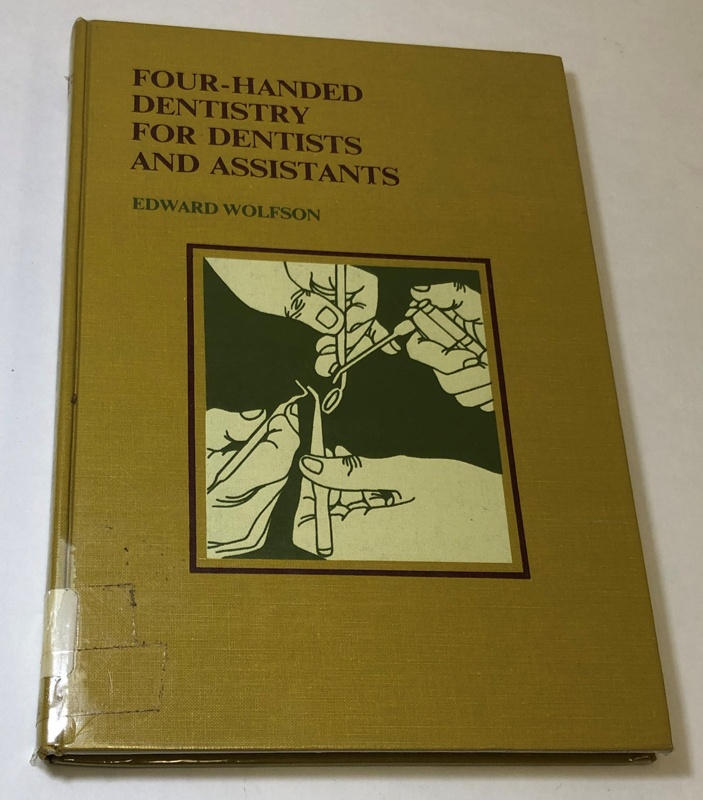 FOUR-HANDED
DENTISTRY
FOR DENTISTS
AND ASSISTANTS
EDWARD WOLFSON